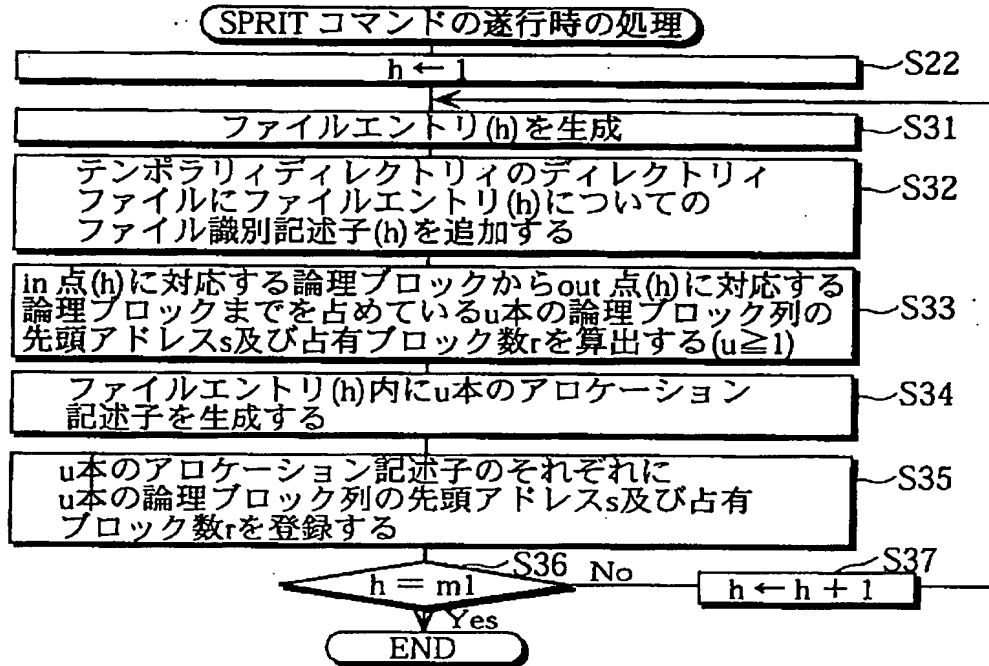 SPRIT コマンドの遂行時の処理
h ← 1
S22
ファイルエントリ(h)を生成
S31
テンポラリィディレクトリィのディレクトリィ
ファイルにファイルエントリ(h)についての
ファイル識別記述子(h)を追加する
S32
in 点(h)に対応する論理ブロックからout 点(h)に対応する
論理ブロックまでを占めているu本の論理ブロック列の
先頭アドレスs及び占有ブロック数rを算出する(u≧1)
S33
ファイルエントリ(h)内にu本のアロケーション
記述子を生成する
S34
u本のアロケーション記述子のそれぞれに
u本の論理ブロック列の先頭アドレスs及び占有
ブロック数rを登録する
S35
S36
h = m1
No
S37
h ← h + 1
Yes
END